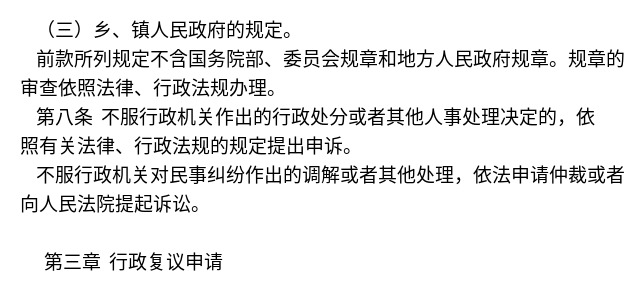 （三）乡、镇人民政府的规定。
前款所列规定不含国务院部、委员会规章和地方人民政府规章。规章的
审查依照法律、行政法规办理。
第八条 不服行政机关作出的行政处分或者其他人事处理决定的，依
照有关法律、行政法规的规定提出申诉。
不服行政机关对民事纠纷作出的调解或者其他处理，依法申请仲裁或者
向人民法院提起诉讼。
第三章 行政复议申请